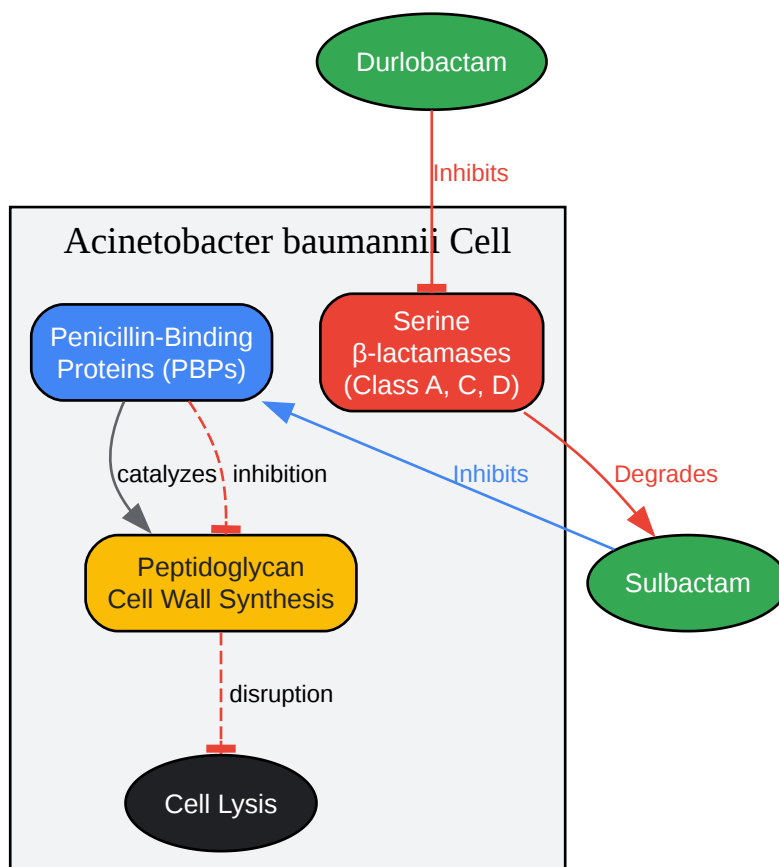 Durlobactam
Inhibits
Acinetobacter baumannii Cell
Penicillin-Binding
Proteins (PBPs)
Serine
β-lactamases
(Class A, C, D)
catalyzes
inhibition
Inhibits
Degrades
Peptidoglycan
Cell Wall Synthesis
Sulbactam
disruption
Cell Lysis